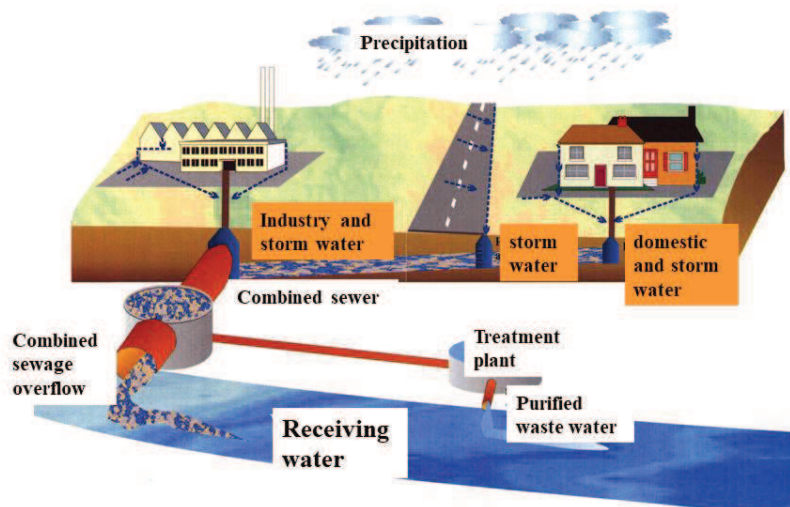 Precipitation
Industry and
storm water
storm
water
domestic
and storm
water
Combined sewer
Combined
sewage
overflow
Treatment
plant
Purified
waste water
Receiving
water